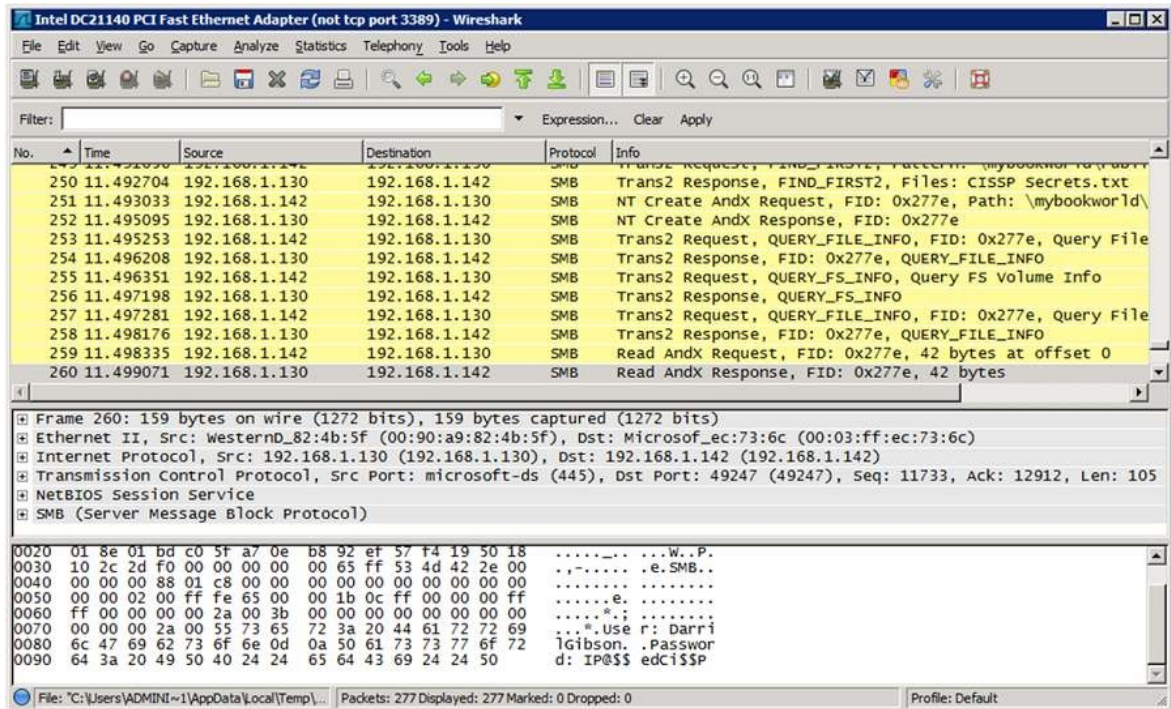 Intel DC21140 PCI Fast Ethernet Adapter (not tcp port 3389) - Wireshark
File Edit View Go Capture Analyze Statistics Telephony Tools Help
Filter: Expression... Clear Apply
No. Time Source Destination Protocol Info
250 11.492704 192.168.1.130 192.168.1.142 SMB Trans2 Response, FIND_FIRST2, Files: CISSP Secrets.txt
251 11.493033 192.168.1.142 192.168.1.130 SMB NT Create AndX Request, FID: 0x277e, Path: \mybookworld\
252 11.495095 192.168.1.130 192.168.1.142 SMB NT Create AndX Response, FID: 0x277e
253 11.495253 192.168.1.142 192.168.1.130 SMB Trans2 Request, QUERY_FILE_INFO, FID: 0x277e, Query File
254 11.496208 192.168.1.130 192.168.1.142 SMB Trans2 Response, FID: 0x277e, QUERY_FILE_INFO
255 11.496351 192.168.1.142 192.168.1.130 SMB Trans2 Request, QUERY_FS_INFO, Query FS Volume Info
256 11.497198 192.168.1.130 192.168.1.142 SMB Trans2 Response, QUERY_FS_INFO
257 11.497281 192.168.1.142 192.168.1.130 SMB Trans2 Request, QUERY_FILE_INFO, FID: 0x277e, Query File
258 11.498176 192.168.1.130 192.168.1.142 SMB Trans2 Response, FID: 0x277e, QUERY_FILE_INFO
259 11.498335 192.168.1.142 192.168.1.130 SMB Read AndX Request, FID: 0x277e, 42 bytes at offset 0
260 11.499071 192.168.1.130 192.168.1.142 SMB Read AndX Response, FID: 0x277e, 42 bytes
Frame 260: 159 bytes on wire (1272 bits), 159 bytes captured (1272 bits)
Ethernet II, Src: WesternD_82:4b:5f (00:90:a9:82:4b:5f), Dst: Microsof_ec:73:6c (00:03:ff:ec:73:6c)
Internet Protocol, Src: 192.168.1.130 (192.168.1.130), Dst: 192.168.1.142 (192.168.1.142)
Transmission Control Protocol, Src Port: microsoft-ds (445), Dst Port: 49247 (49247), Seq: 11733, Ack: 12912, Len: 105
NetBIOS Session Service
SMB (Server Message Block Protocol)
0020 01 8e 01 bd c0 5f a7 0e b8 92 ef 57 f4 19 50 18 ....._.. ...W..P.
0030 10 2c 2d f0 00 00 00 00 00 65 ff 53 4d 42 2e 00 .,-..... .e.SMB..
0040 00 00 00 88 01 c8 00 00 00 00 00 00 00 00 00 00 ........ ........
0050 00 00 02 00 ff fe 65 00 00 1b 0c ff 00 00 00 ff ......e. ........
0060 ff 00 00 00 00 2a 00 3b 00 00 00 00 00 00 00 00 .....*.; ........
0070 00 00 00 2a 00 55 73 65 72 3a 20 44 61 72 72 69 ...*.Use r: Darri
0080 6c 47 69 62 73 6f 6e 0d 0a 50 61 73 73 77 6f 72 lGibson. .Passwor
0090 64 3a 20 49 50 40 24 24 65 64 43 69 24 24 50 d: IP@$$ edCi$$P
File: "C:\Users\ADMINI~1\AppData\Local\Temp\... Packets: 277 Displayed: 277 Marked: 0 Dropped: 0 Profile: Default